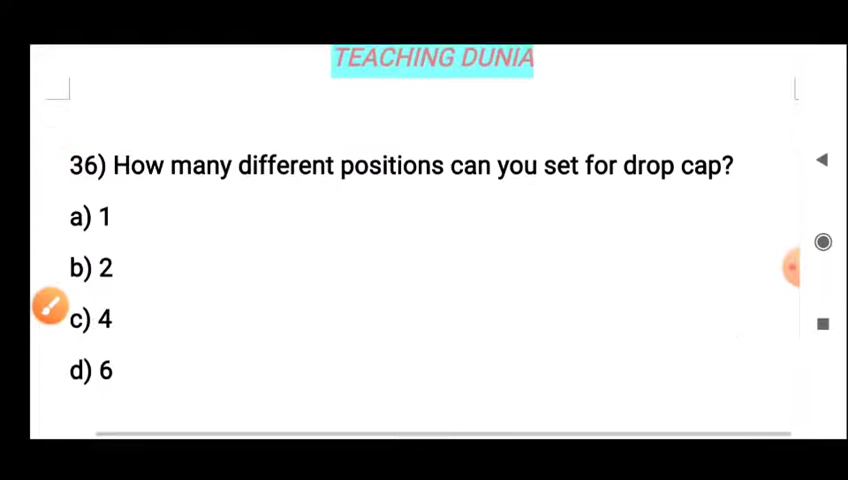 TEACHING DUNIA
36) How many different positions can you set for drop cap?
a) 1
b) 2
c) 4
d) 6